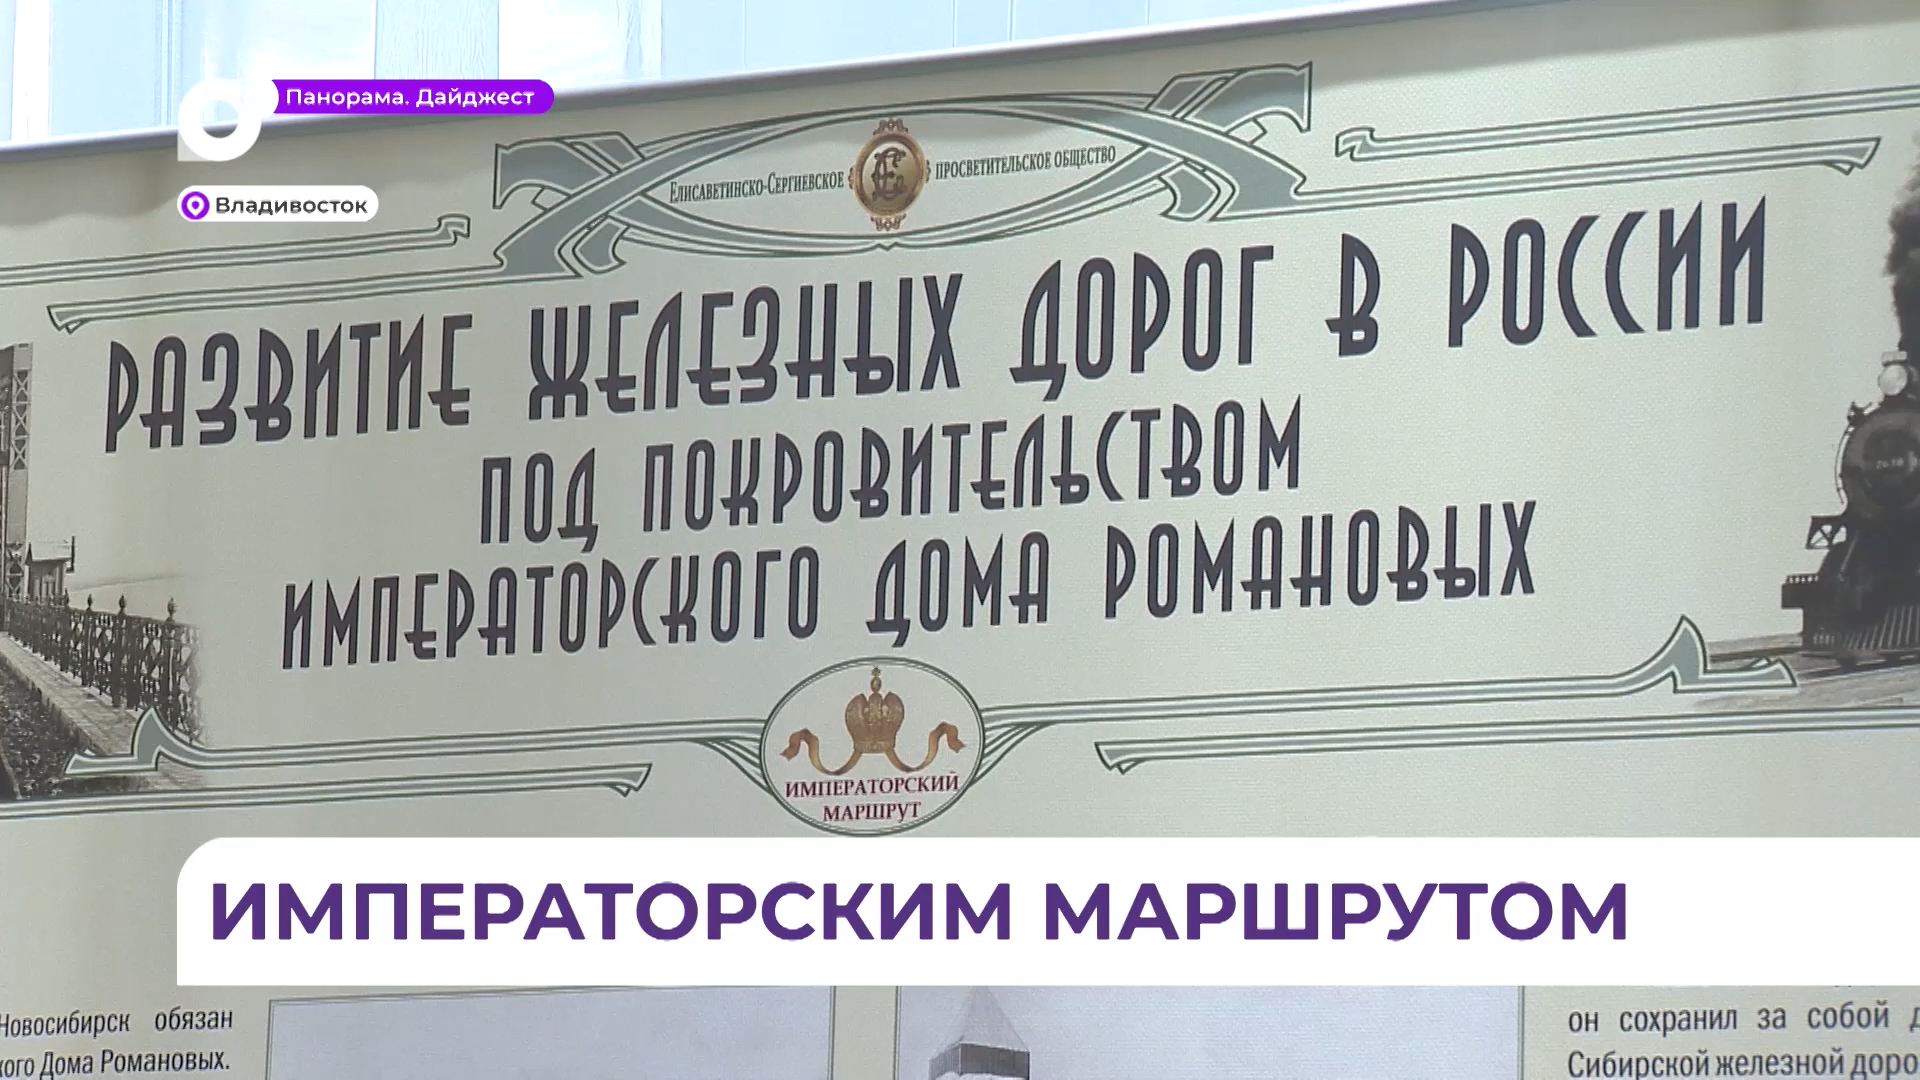 Панорама. Дайджест
Владивосток
Елисаветинско-Сергиевское просветительское общество
РАЗВИТИЕ ЖЕЛЕЗНЫХ ДОРОГ В РОССИИ
ПОД ПОКРОВИТЕЛЬСТВОМ
ИМПЕРАТОРСКОГО ДОМА РОМАНОВЫХ
ИМПЕРАТОРСКИЙ
МАРШРУТ
ИМПЕРАТОРСКИМ МАРШРУТОМ
Новосибирск обязан
кого Дома Романовых.
он сохранил за собой
Сибирской железной